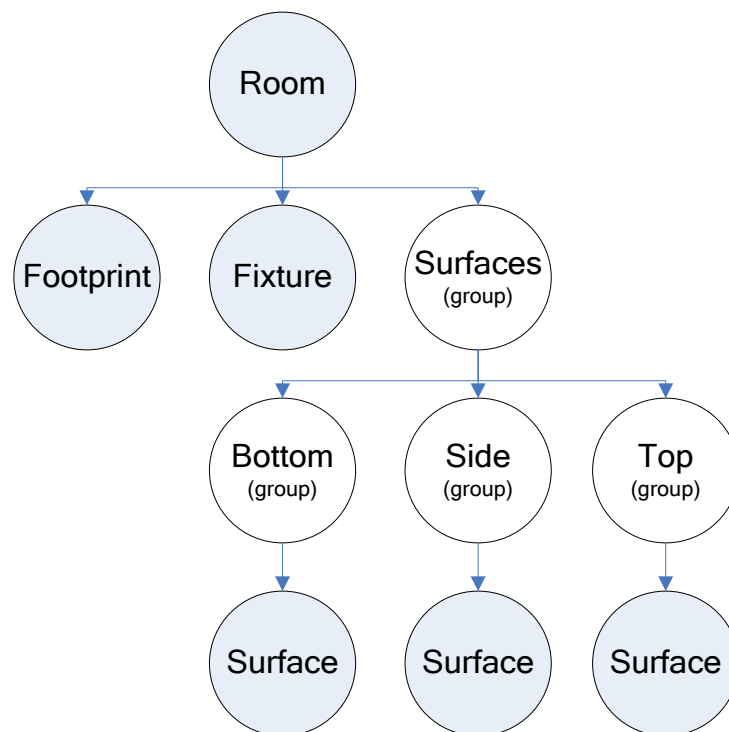 Room
Footprint
Fixture
Surfaces
(group)
Bottom
(group)
Side
(group)
Top
(group)
Surface
Surface
Surface